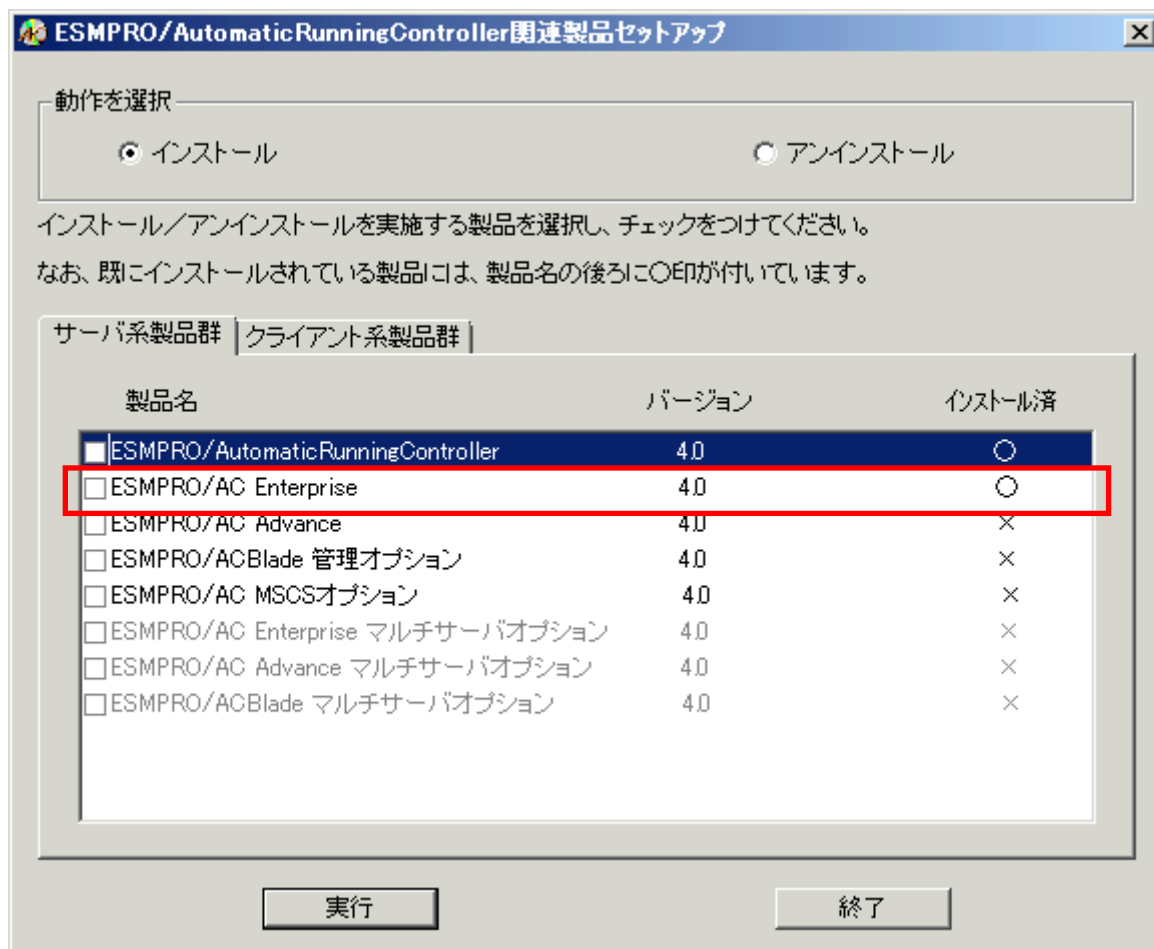 ESMPRO/AutomaticRunningController関連製品セットアップ
動作を選択
インストール アンインストール
インストール／アンインストールを実施する製品を選択し、チェックをつけてください。
なお、既にインストールされている製品には、製品名の後ろに○印が付いています。
サーバ系製品群 クライアント系製品群
製品名 バージョン インストール済
ESMPRO/AutomaticRunningController 4.0 ○
ESMPRO/AC Enterprise 4.0 ○
ESMPRO/AC Advance 4.0 ×
ESMPRO/ACBlade 管理オプション 4.0 ×
ESMPRO/AC MSCSオプション 4.0 ×
ESMPRO/AC Enterprise マルチサーバオプション 4.0 ×
ESMPRO/AC Advance マルチサーバオプション 4.0 ×
ESMPRO/ACBlade マルチサーバオプション 4.0 ×
実行 終了